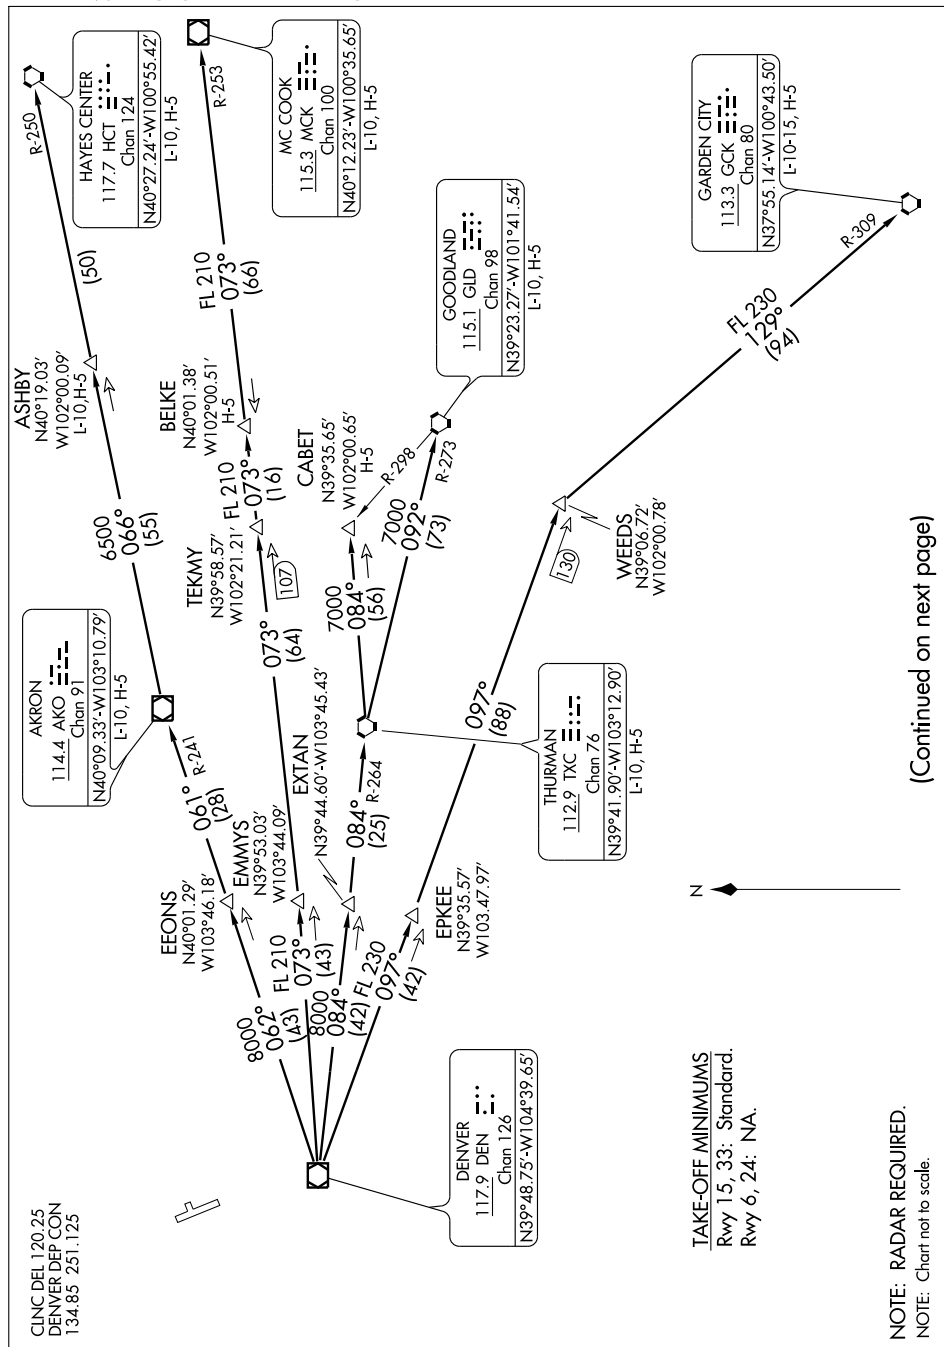 CLNC DEL 120.25
DENVER DEP CON
134.85 251.125
DENVER
117.9 DEN
Chan 126
N39°48.75'-W104°39.65'
8000
062°
(43)
FL 210
073°
(43)
8000
084°
(42)
FL 230
097°
(42)
EEONS
N40°01.29'
W103°46.18'
EMMYS
N39°53.03'
W103°44.09'
EXTAN
N39°44.60'-W103°45.43'
EPKEE
N39°35.57'
W103.47.97'
061°
(28)
R-241
AKRON
114.4 AKO
Chan 91
N40°09.33'-W103°10.79'
L-10, H-5
6500
066°
(55)
ASHBY
N40°19.03'
W102°00.09'
L-10,H-5
(50)
R-250
HAYES CENTER
117.7 HCT
Chan 124
N40°27.24'-W100°55.42'
L-10, H-5
073°
(64)
107
TEKMY
N39°58.57'
W102°21.21'
FL 210
073°
(16)
BELKE
N40°01.38'
W102°00.51'
H-5
FL 210
073°
(66)
R-253
MC COOK
115.3 MCK
Chan 100
N40°12.23'-W100°35.65'
L-10, H-5
084°
(25)
R-264
THURMAN
112.9 TXC
Chan 76
N39°41.90'-W103°12.90'
L-10, H-5
7000
084°
(56)
CABET
N39°35.65'
W102°00.65'
H-5
R-298
7000
092°
(73)
R-273
GOODLAND
115.1 GLD
Chan 98
N39°23.27'-W101°41.54'
L-10, H-5
097°
(88)
130
WEEDS
N39°06.72'
W102°00.78'
FL 230
129°
(94)
R-309
GARDEN CITY
113.3 GCK
Chan 80
N37°55.14'-W100°43.50'
L-10-15, H-5
N
TAKE-OFF MINIMUMS
Rwy 15, 33: Standard.
Rwy 6, 24: NA.
NOTE: RADAR REQUIRED.
NOTE: Chart not to scale.
(Continued on next page)